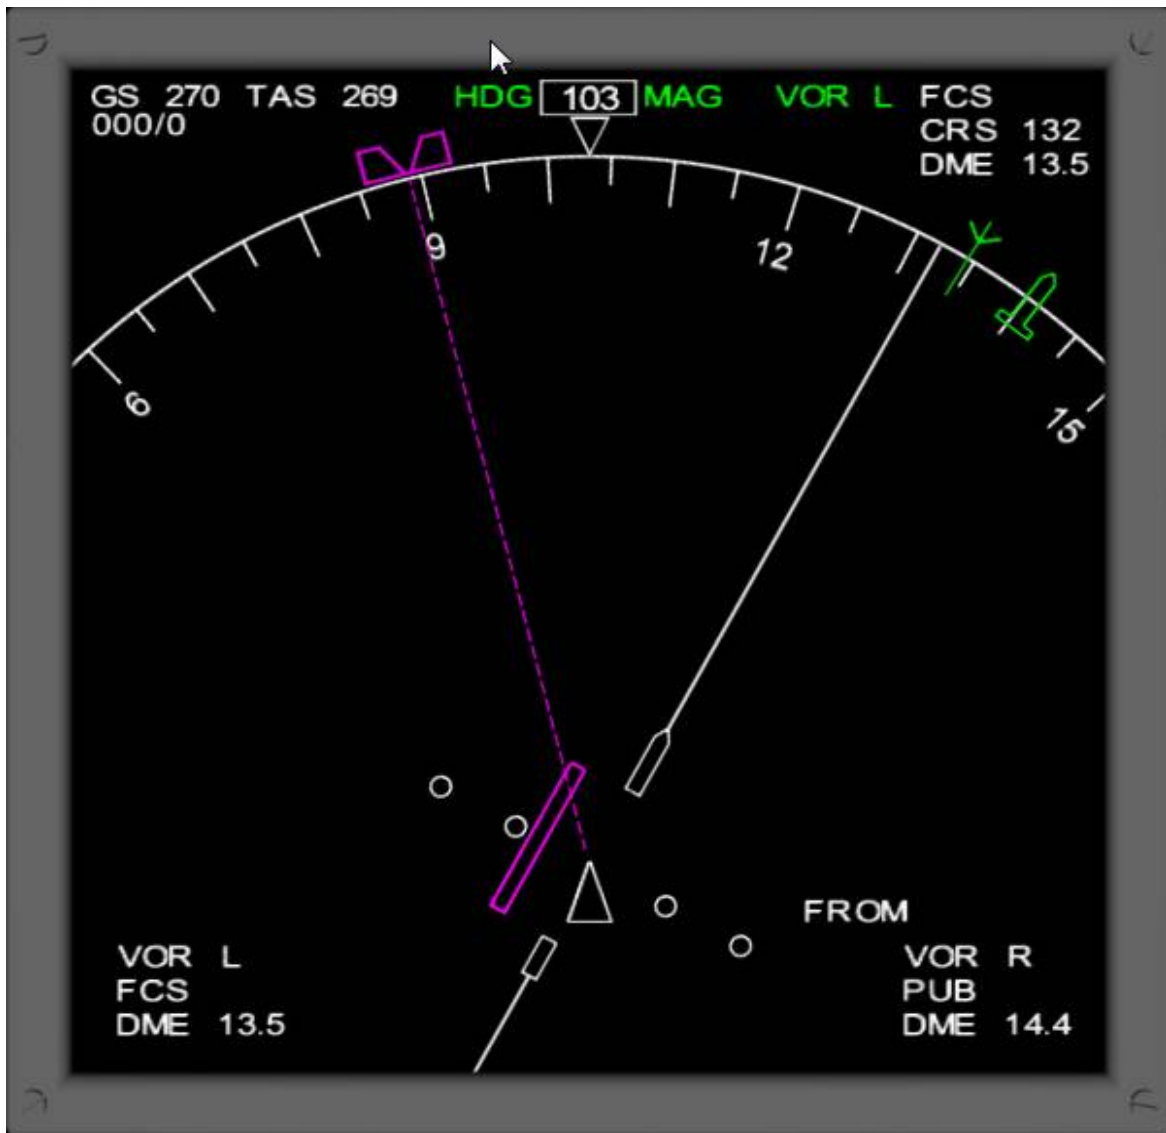 GS 270 TAS 269 HDG 103 MAG VOR L FCS
000/0
CRS 132
DME 13.5
9
12
6
15
FROM
VOR L
FCS
DME 13.5
VOR R
PUB
DME 14.4